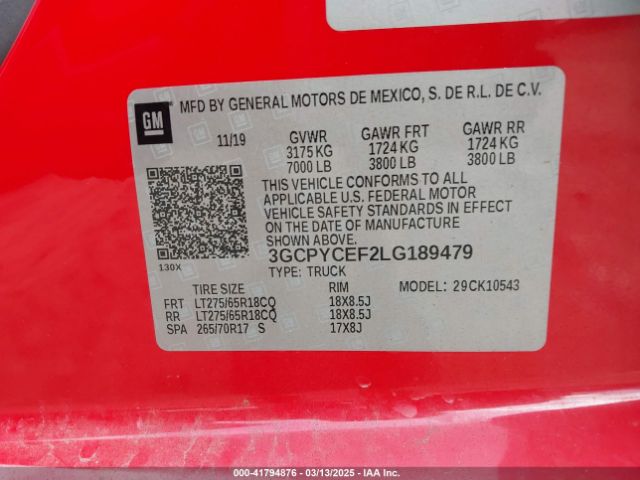 GM
MFD BY GENERAL MOTORS DE MEXICO, S. DE R.L. DE C.V.
11/19 GVWR GAWR FRT GAWR RR
3175 KG 1724 KG 1724 KG
7000 LB 3800 LB 3800 LB
THIS VEHICLE CONFORMS TO ALL
APPLICABLE U.S. FEDERAL MOTOR
VEHICLE SAFETY STANDARDS IN EFFECT
ON THE DATE OF MANUFACTURE
SHOWN ABOVE.
3GCPYCEF2LG189479
130X TYPE: TRUCK
TIRE SIZE RIM MODEL: 29CK10543
FRT LT275/65R18CQ 18X8.5J
RR LT275/65R18CQ 18X8.5J
SPA 265/70R17 S 17X8J
000-41794876 - 03/13/2025 - IAA Inc.